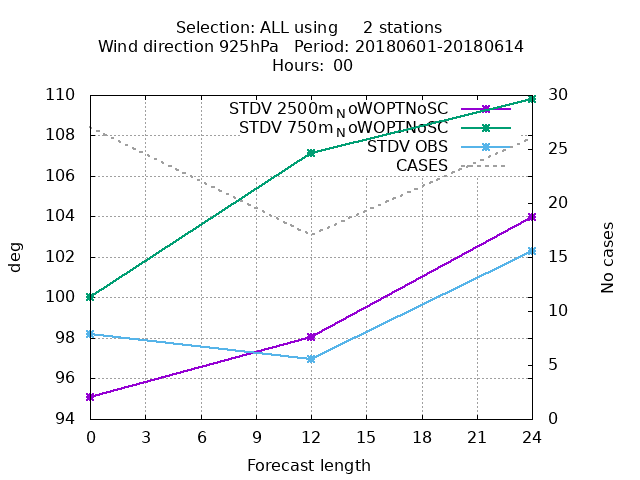 Selection: ALL using     2 stations
Wind direction 925hPa   Period: 20180601-20180614
Hours:  00
deg
No cases
110
108
106
104
102
100
98
96
94
30
25
20
15
10
5
0
STDV 2500m_NoWOPTNoSC
STDV 750m_NoWOPTNoSC
STDV OBS
CASES
0 3 6 9 12 15 18 21 24
Forecast length